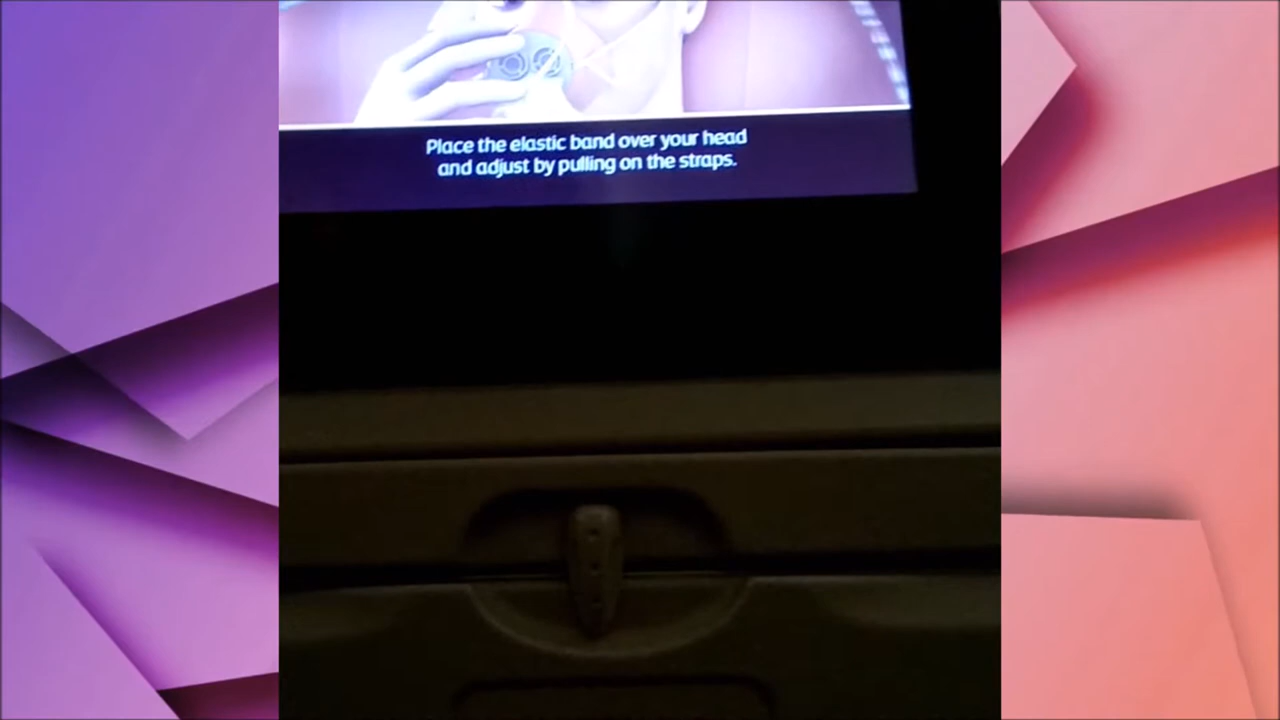 Place the elastic band over your head
and adjust by pulling on the straps.